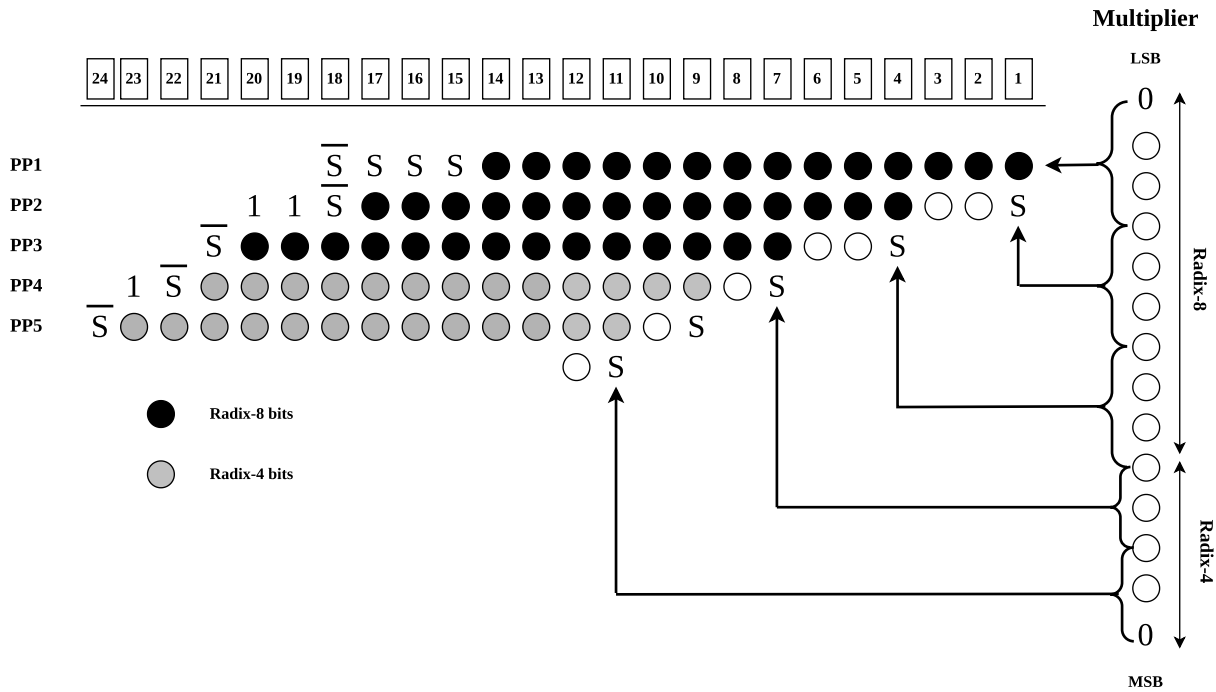 Multiplier
LSB
24 23 22 21 20 19 18 17 16 15 14 13 12 11 10 9 8 7 6 5 4 3 2 1
0
PP1 S̅ S S S
PP2 1 1 S̅ S
PP3 S̅ S
PP4 1 S̅ S
PP5 S̅ S
S
Radix-8
Radix-8 bits
Radix-4 bits
Radix-4
0
MSB